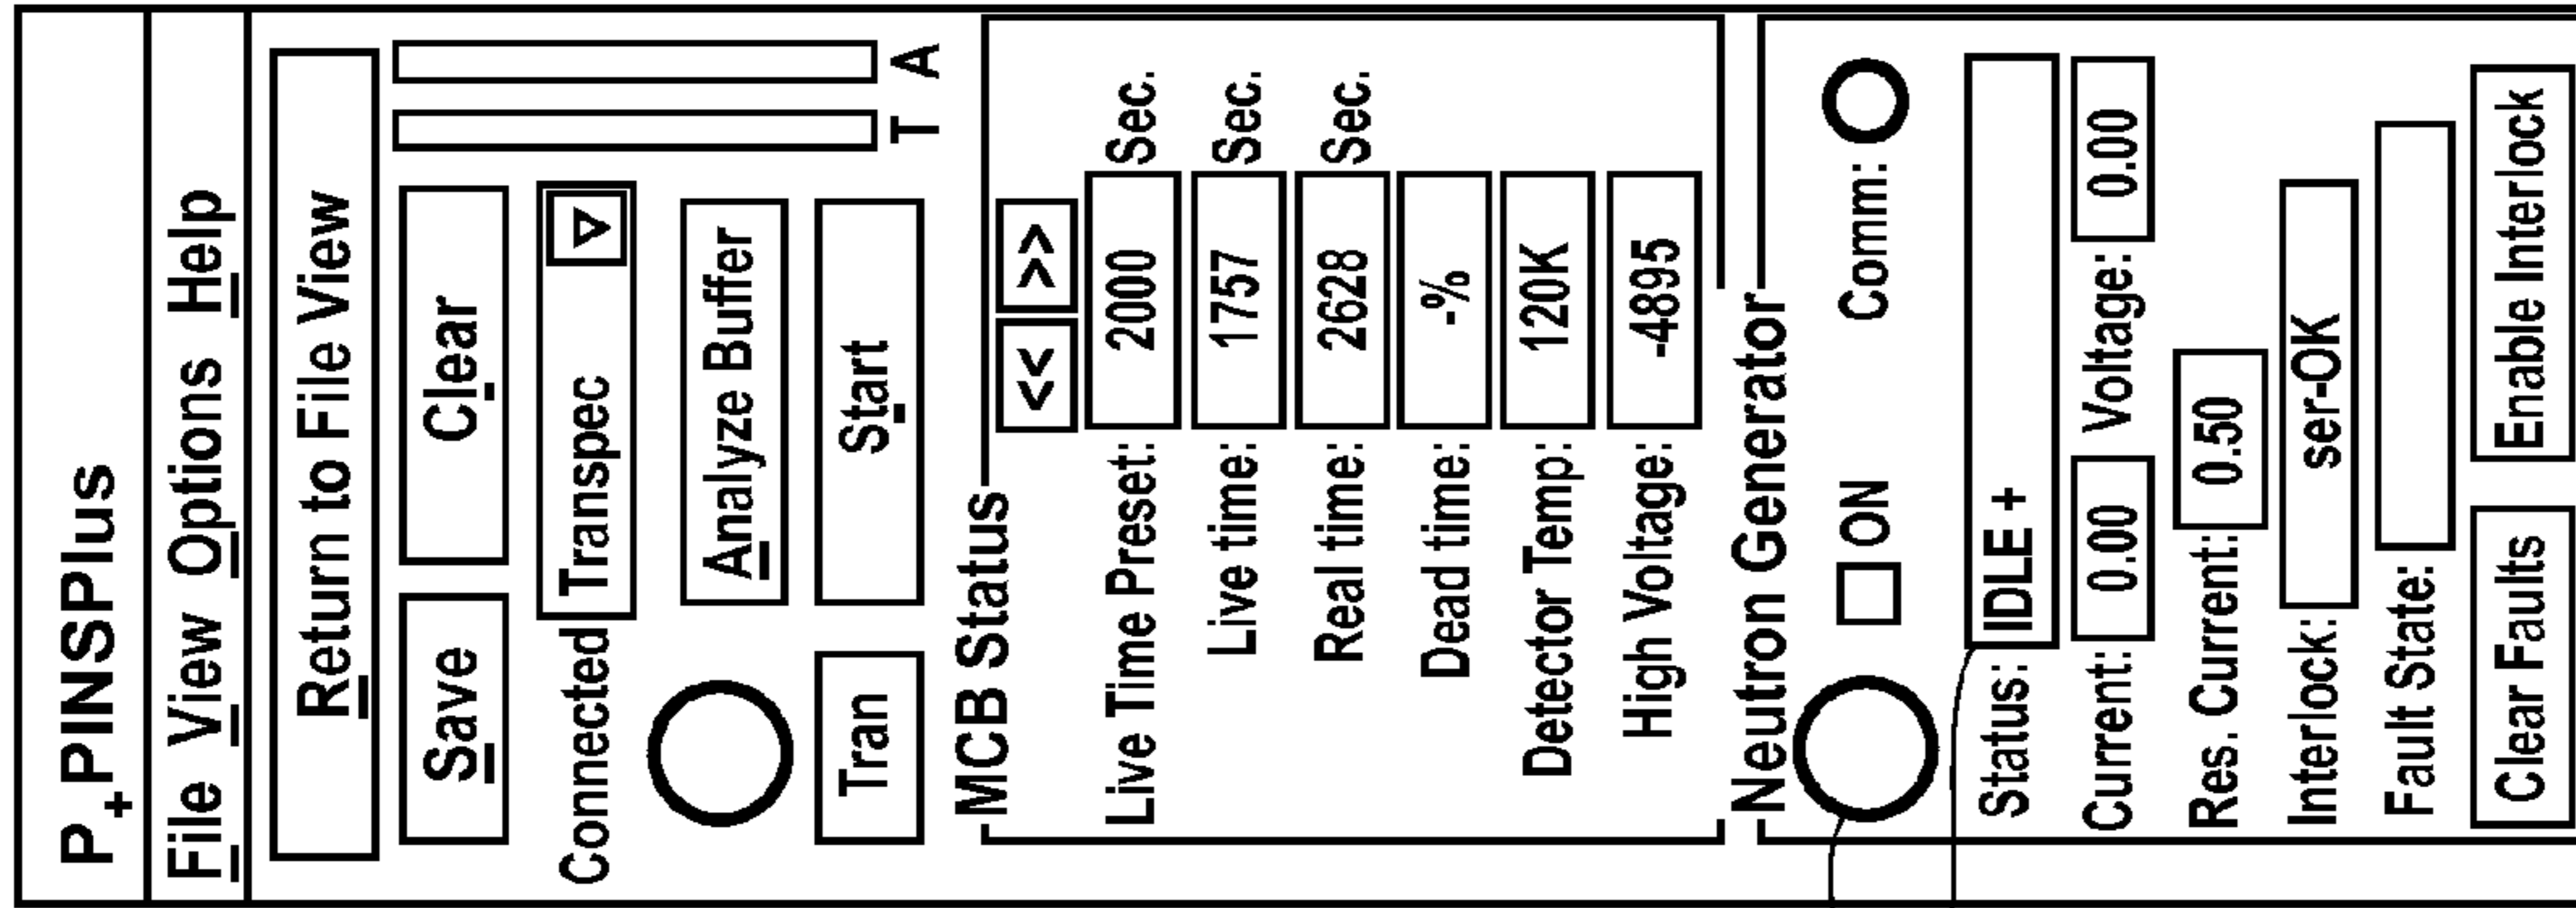 P+PINSPlus
File View Options Help
Return to File View
Save Clear
Connected Transpec
T A
Analyze Buffer
Tran Start
MCB Status
<< >>
Live Time Preset: 2000 Sec.
Live time: 1757 Sec.
Real time: 2628 Sec.
Dead time: -%
Detector Temp: 120K
High Voltage: -4895
Neutron Generator
ON Comm:
Status: IDLE +
Current: 0.00 Voltage: 0.00
Res. Current: 0.50
Interlock: ser-OK
Fault State:
Clear Faults Enable Interlock